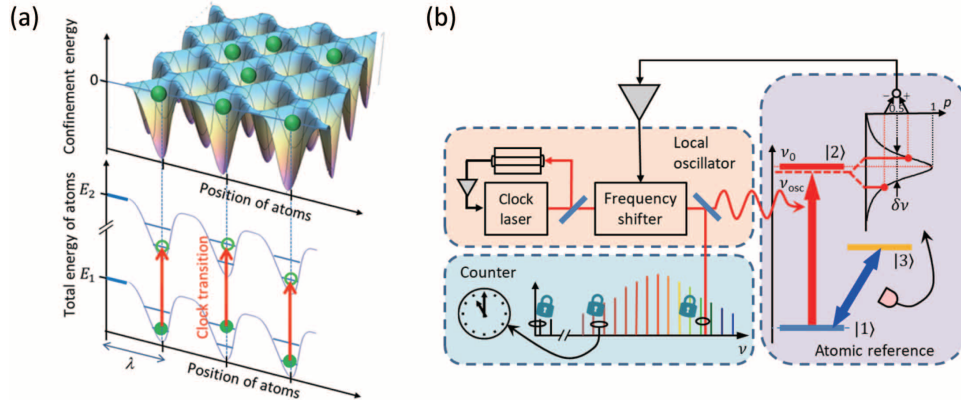 (a)
Confinement energy
0
Position of atoms
Total energy of atoms
E2
E1
Clock transition
λ
Position of atoms
(b)
Local
oscillator
Clock
laser
Frequency
shifter
Counter
ν
− +
0.5
1
p
ν0
|2⟩
νosc
δν
|3⟩
|1⟩
Atomic reference